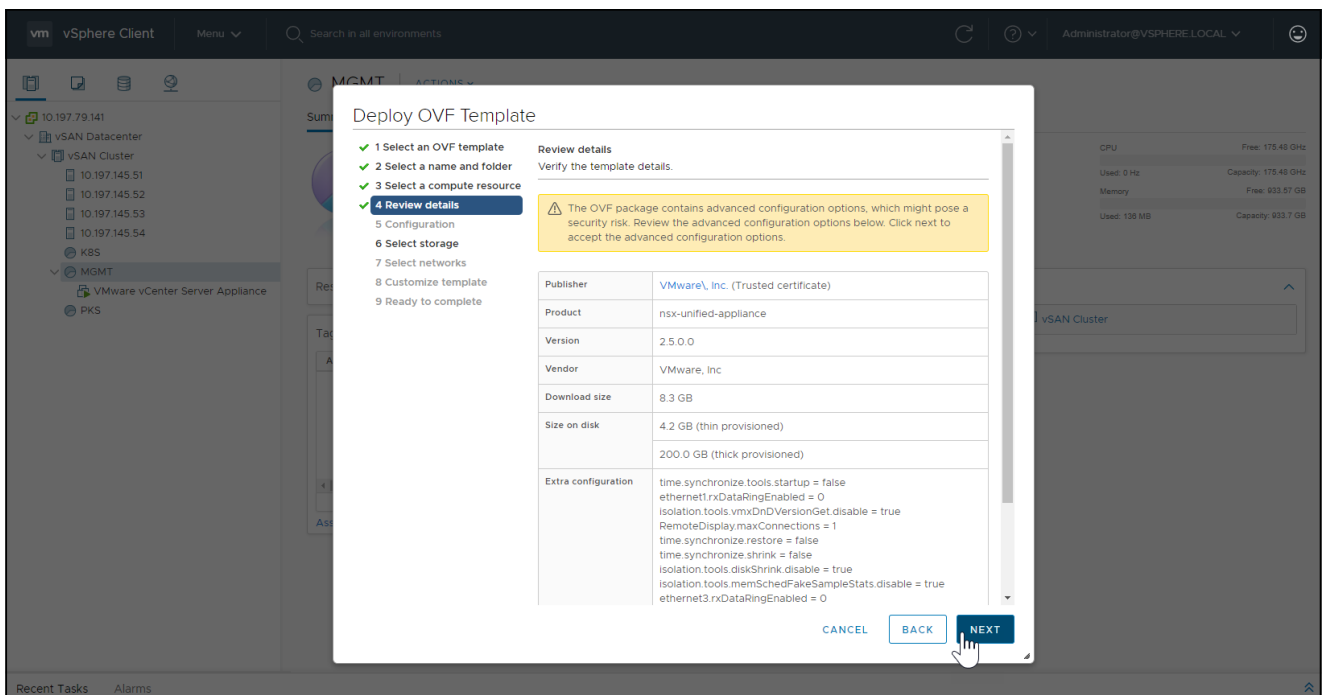 vm vSphere Client Menu Search in all environments Administrator@VSPHERE.LOCAL
10.197.79.141
vSAN Datacenter
vSAN Cluster
10.197.145.51
10.197.145.52
10.197.145.53
10.197.145.54
K8S
MGMT
VMware vCenter Server Appliance
PKS
MGMT ACTIONS
Summ
CPU Free: 175.48 GHz
Used: 0 Hz Capacity: 175.48 GHz
Memory Free: 933.57 GB
Used: 136 MB Capacity: 933.7 GB
vSAN Cluster
Deploy OVF Template
1 Select an OVF template
2 Select a name and folder
3 Select a compute resource
4 Review details
5 Configuration
6 Select storage
7 Select networks
8 Customize template
9 Ready to complete
Review details
Verify the template details.
The OVF package contains advanced configuration options, which might pose a
security risk. Review the advanced configuration options below. Click next to
accept the advanced configuration options.
Publisher VMware\, Inc. (Trusted certificate)
Product nsx-unified-appliance
Version 2.5.0.0
Vendor VMware, Inc
Download size 8.3 GB
Size on disk 4.2 GB (thin provisioned)
200.0 GB (thick provisioned)
Extra configuration time.synchronize.tools.startup = false
ethernet1.rxDataRingEnabled = 0
isolation.tools.vmxDnDVersionGet.disable = true
RemoteDisplay.maxConnections = 1
time.synchronize.restore = false
time.synchronize.shrink = false
isolation.tools.diskShrink.disable = true
isolation.tools.memSchedFakeSampleStats.disable = true
ethernet3.rxDataRingEnabled = 0
CANCEL BACK NEXT
Recent Tasks Alarms